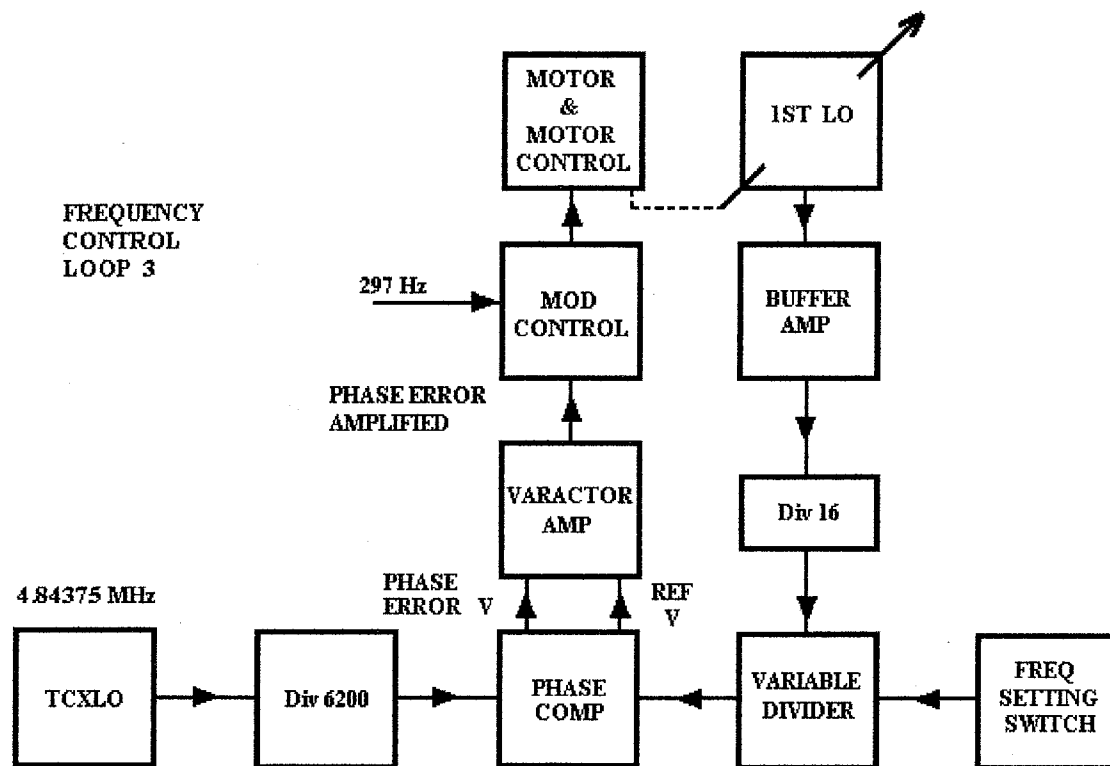 MOTOR
&
MOTOR
CONTROL
1ST LO
FREQUENCY
CONTROL
LOOP 3
297 Hz
MOD
CONTROL
BUFFER
AMP
PHASE ERROR
AMPLIFIED
VARACTOR
AMP
Div 16
4.84375 MHz
PHASE
ERROR V
REF
V
TCXLO
Div 6200
PHASE
COMP
VARIABLE
DIVIDER
FREQ
SETTING
SWITCH